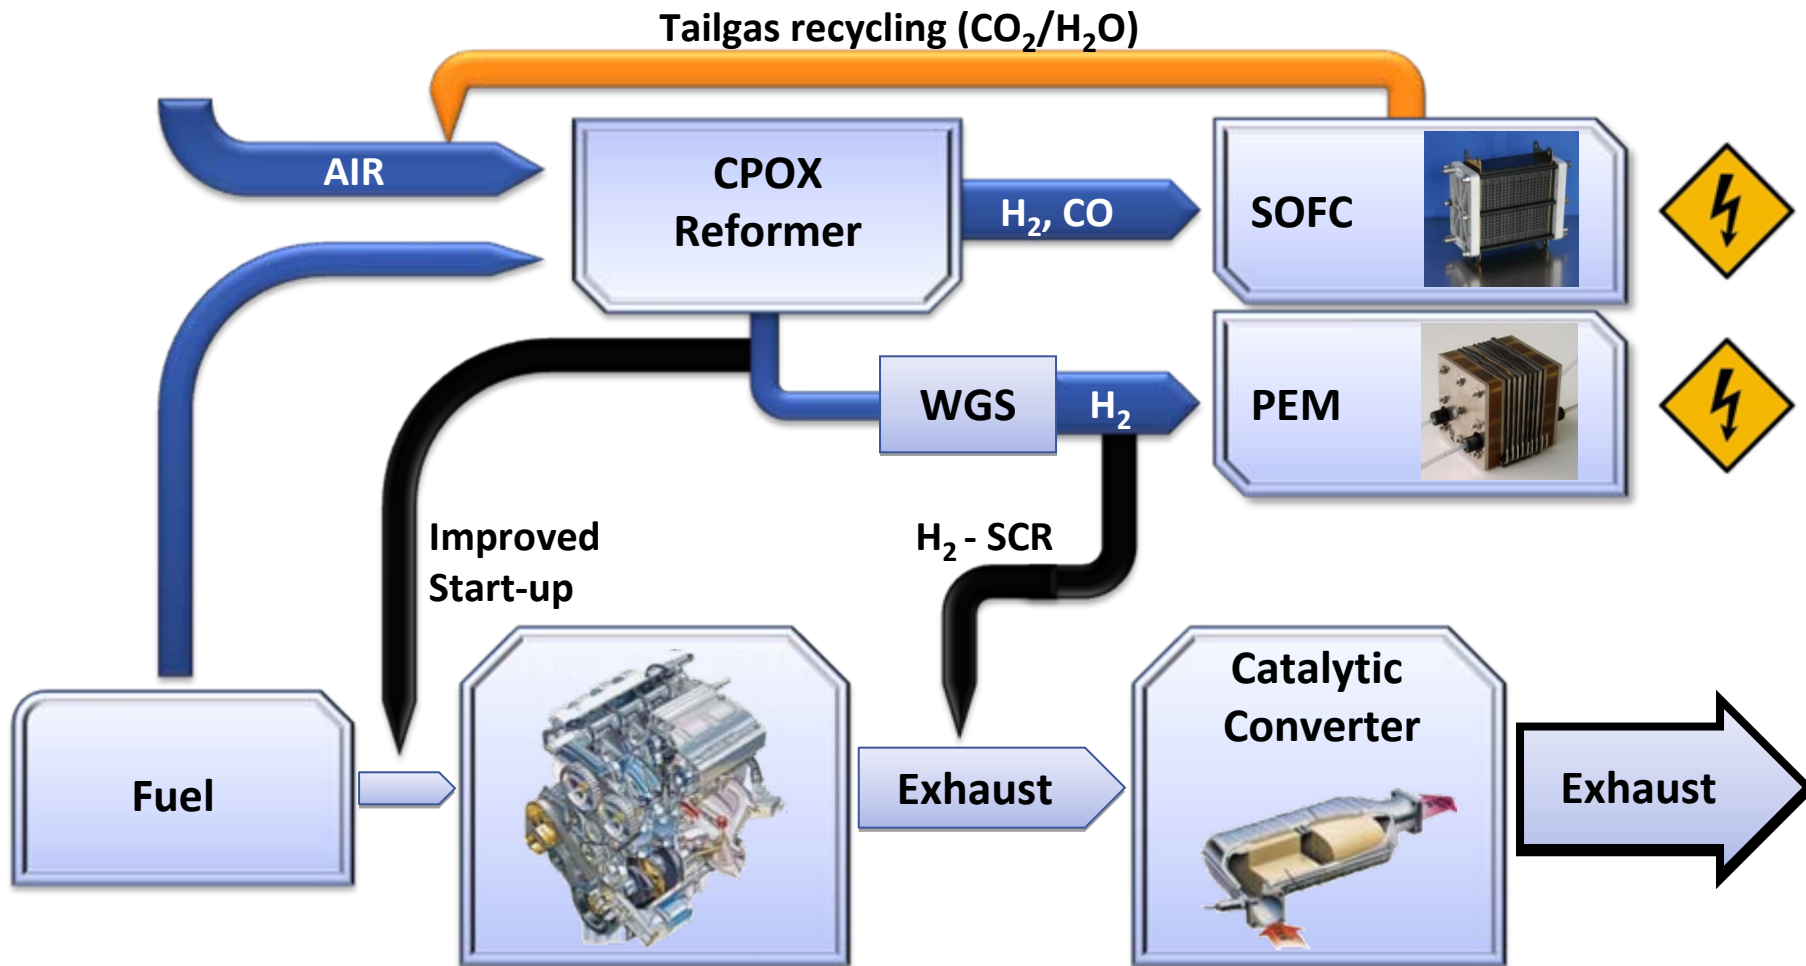 Tailgas recycling (CO₂/H₂O)
AIR
CPOX
Reformer
H₂, CO
SOFC
WGS
H₂
PEM
Improved
Start-up
H₂ - SCR
Fuel
Exhaust
Catalytic
Converter
Exhaust